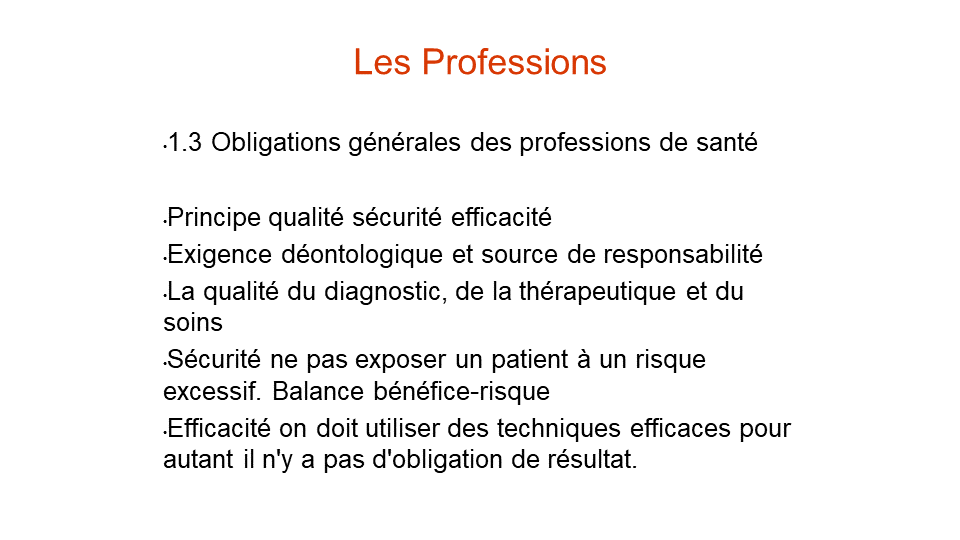 Les Professions
•1.3 Obligations générales des professions de santé
•Principe qualité sécurité efficacité
•Exigence déontologique et source de responsabilité
•La qualité du diagnostic, de la thérapeutique et du
soins
•Sécurité ne pas exposer un patient à un risque
excessif. Balance bénéfice-risque
•Efficacité on doit utiliser des techniques efficaces pour
autant il n'y a pas d'obligation de résultat.